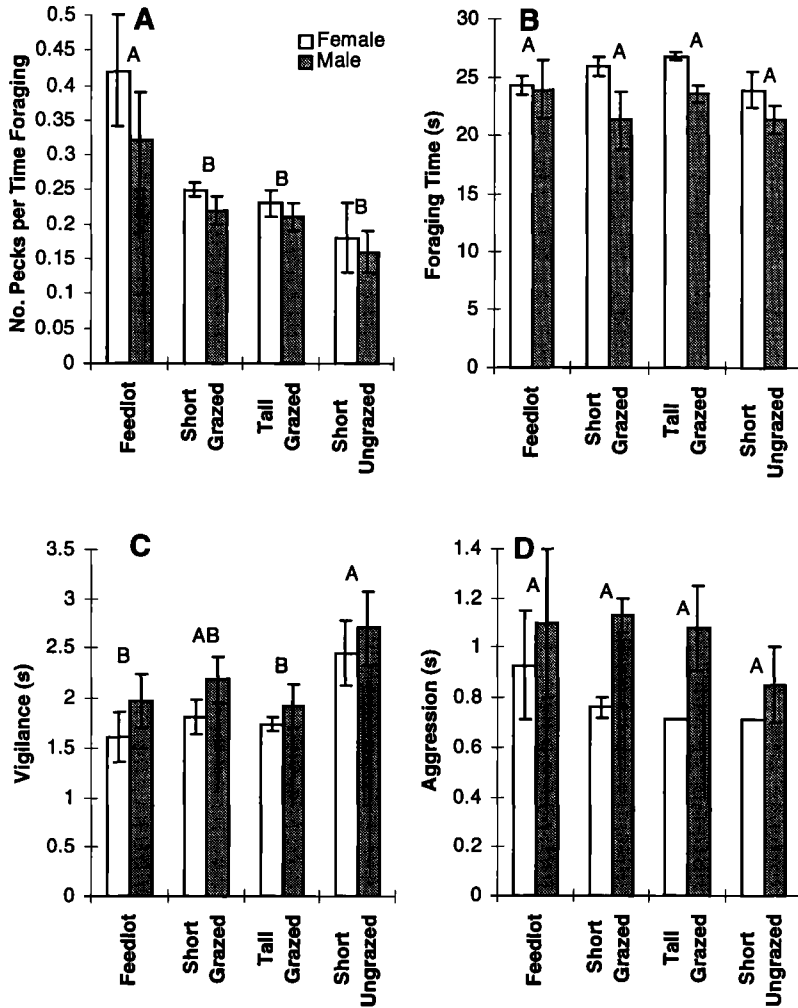 A
No. Pecks per Time Foraging
0.5
0.45
0.4
0.35
0.3
0.25
0.2
0.15
0.1
0.05
0
Female
Male
A
B
B
B
Feedlot
Short Grazed
Tall Grazed
Short Ungrazed
B
Foraging Time (s)
30
25
20
15
10
5
0
A
A
A
A
Feedlot
Short Grazed
Tall Grazed
Short Ungrazed
C
Vigilance (s)
3.5
3
2.5
2
1.5
1
0.5
0
B
AB
B
A
Feedlot
Short Grazed
Tall Grazed
Short Ungrazed
D
Aggression (s)
1.4
1.2
1
0.8
0.6
0.4
0.2
0
A
A
A
A
Feedlot
Short Grazed
Tall Grazed
Short Ungrazed